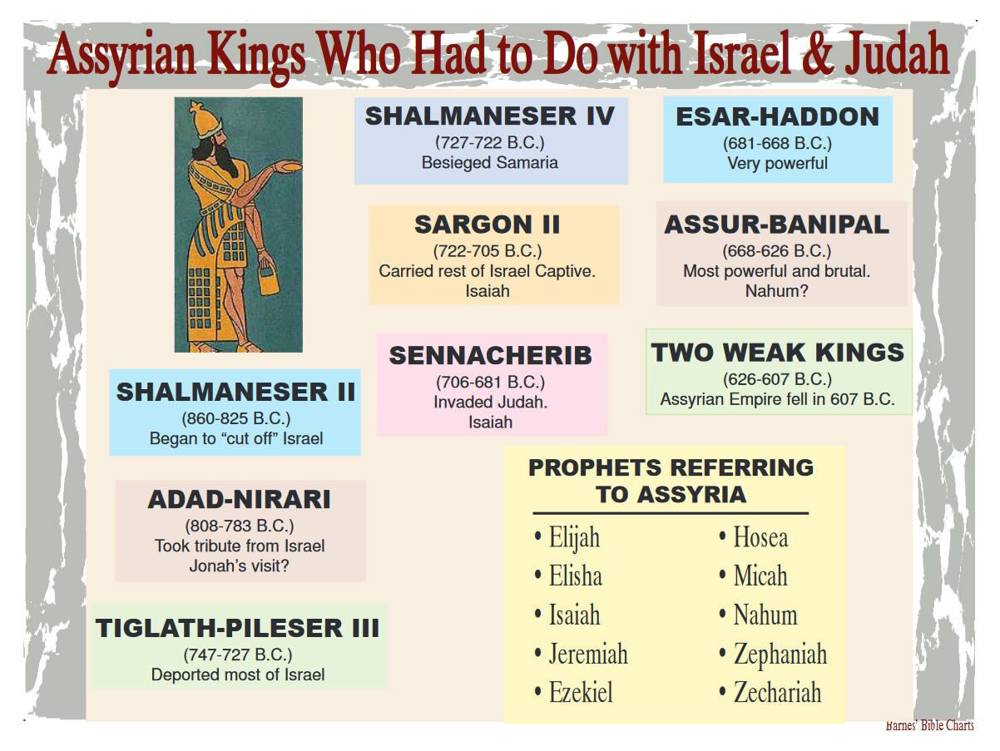 Assyrian Kings Who Had to Do with Israel & Judah
SHALMANESER II
(860-825 B.C.)
Began to “cut off” Israel
ADAD-NIRARI
(808-783 B.C.)
Took tribute from Israel
Jonah’s visit?
TIGLATH-PILESER III
(747-727 B.C.)
Deported most of Israel
SHALMANESER IV
(727-722 B.C.)
Besieged Samaria
SARGON II
(722-705 B.C.)
Carried rest of Israel Captive.
Isaiah
SENNACHERIB
(706-681 B.C.)
Invaded Judah.
Isaiah
ESAR-HADDON
(681-668 B.C.)
Very powerful
ASSUR-BANIPAL
(668-626 B.C.)
Most powerful and brutal.
Nahum?
TWO WEAK KINGS
(626-607 B.C.)
Assyrian Empire fell in 607 B.C.
PROPHETS REFERRING
TO ASSYRIA
• Elijah
• Elisha
• Isaiah
• Jeremiah
• Ezekiel
• Hosea
• Micah
• Nahum
• Zephaniah
• Zechariah
Barnes’ Bible Charts